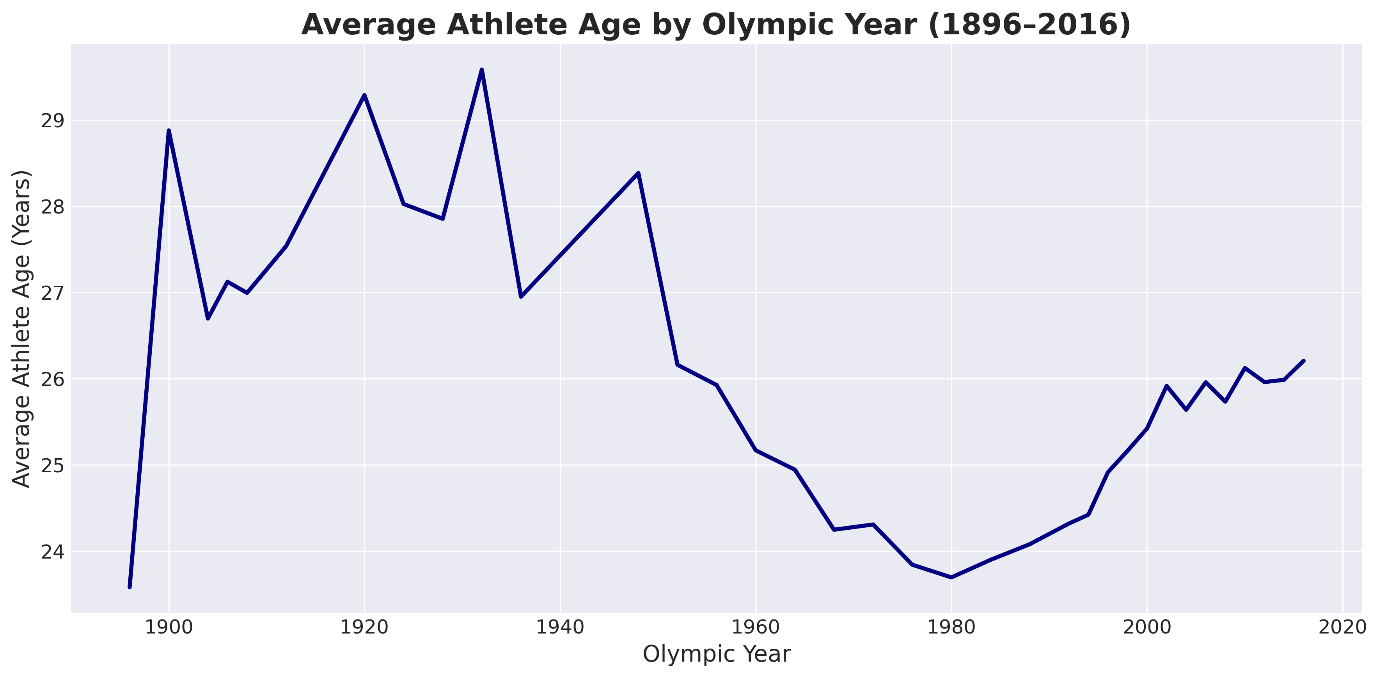 Average Athlete Age by Olympic Year (1896–2016)
Average Athlete Age (Years)
29
28
27
26
25
24
1900 1920 1940 1960 1980 2000 2020
Olympic Year